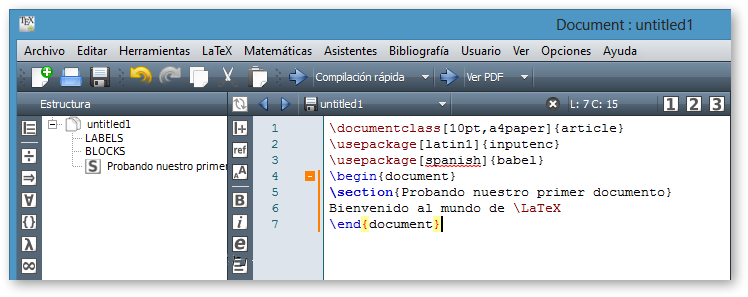 TEX
Document : untitled1
Archivo Editar Herramientas LaTeX Matemáticas Asistentes Bibliografía Usuario Ver Opciones Ayuda
Compilación rápida Ver PDF
Estructura untitled1 L: 7 C: 15 1 2 3
untitled1
LABELS
BLOCKS
S Probando nuestro primer
ref
AA
B
i
e
λ
1 \documentclass[10pt,a4paper]{article}
2 \usepackage[latin1]{inputenc}
3 \usepackage[spanish]{babel}
4 \begin{document}
5 \section{Probando nuestro primer documento}
6 Bienvenido al mundo de \LaTeX
7 \end{document}